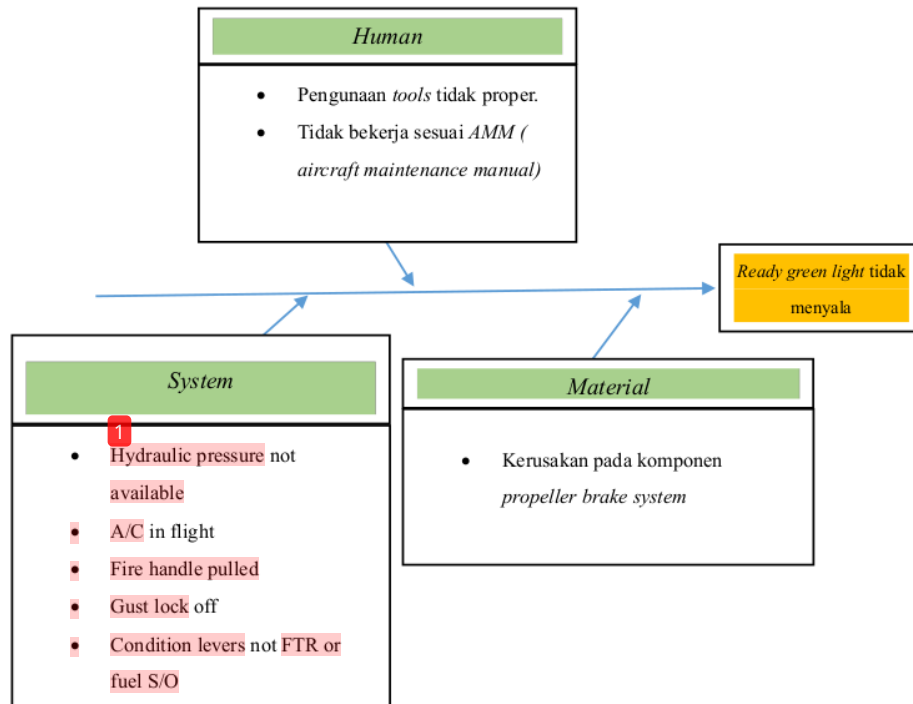 Human
• Pengunaan tools tidak proper.
• Tidak bekerja sesuai AMM (
aircraft maintenance manual)
Ready green light tidak
menyala
System
1
• Hydraulic pressure not
available
• A/C in flight
• Fire handle pulled
• Gust lock off
• Condition levers not FTR or
fuel S/O
Material
• Kerusakan pada komponen
propeller brake system